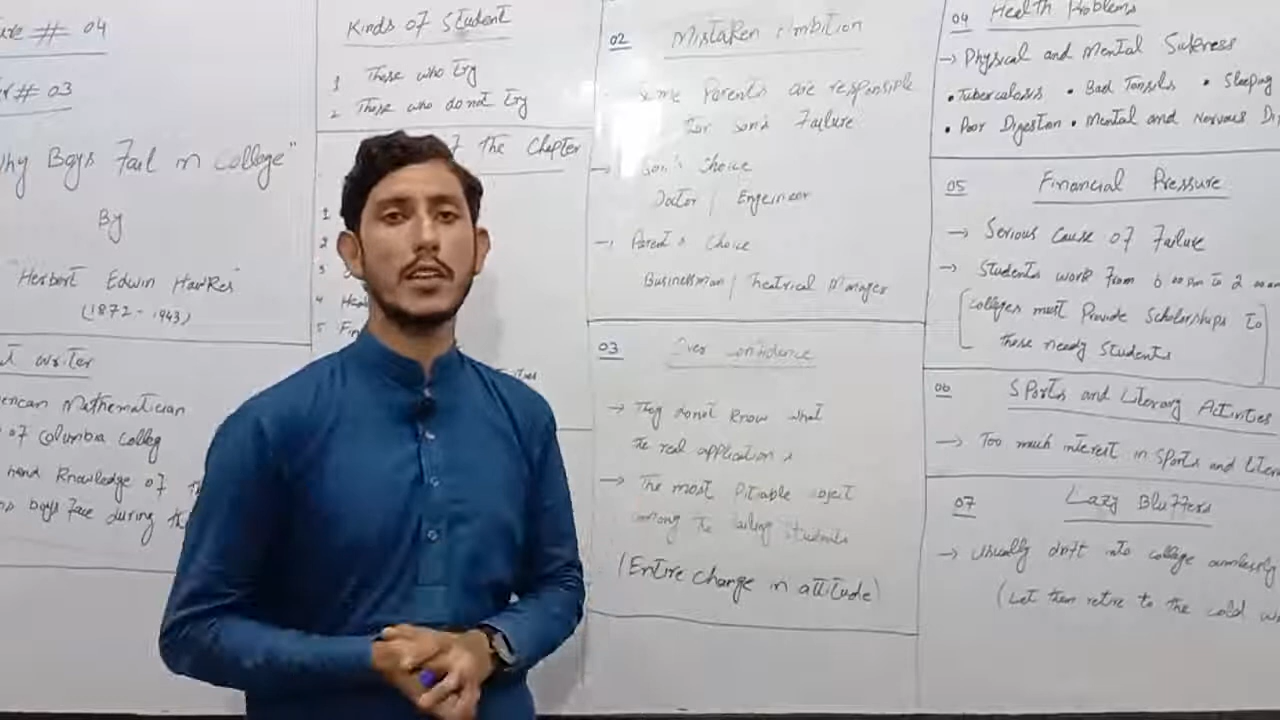 # 04
# 03
Why Boys Fail in College"
By
"Herbert Edwin Hawkes"
(1872 - 1943)
writer
Mathematician
of Columbia Colleg
hand Knowledge of
boys face during
Kinds of Student
1 Those who try
2 Those who do not try
of the Chapter
1
2
3
4
5 Fin
02 Mistaken Ambition
Some Parents are responsible
for son's Failure
→ Son's Choice
Doctor / Engeineer
→ Parent's Choice
Businessman / Theatrical Manager
03 Over Confidence
→ They donot know what
the real application is
→ The most Pitiable object
among the failing students
(Entire change in attitude)
04 Health Problems
→ Physical and Mental Sickness
• Tuberculosis • Bad Tonsils • Sleeping
• Poor Digestion • Mental and Nervous Di
05 Financial Pressure
→ Serious Cause of Failure
→ Students work from 6 00 Pm to 2 00 am
[colleges must Provide Scholarships to
these needy students]
06 Sports and Literary Activities
→ Too much interest in Sports and Liter
07 Lazy Bluffers
→ Usually drift into college aimlessly
(Let them retire to the cold w